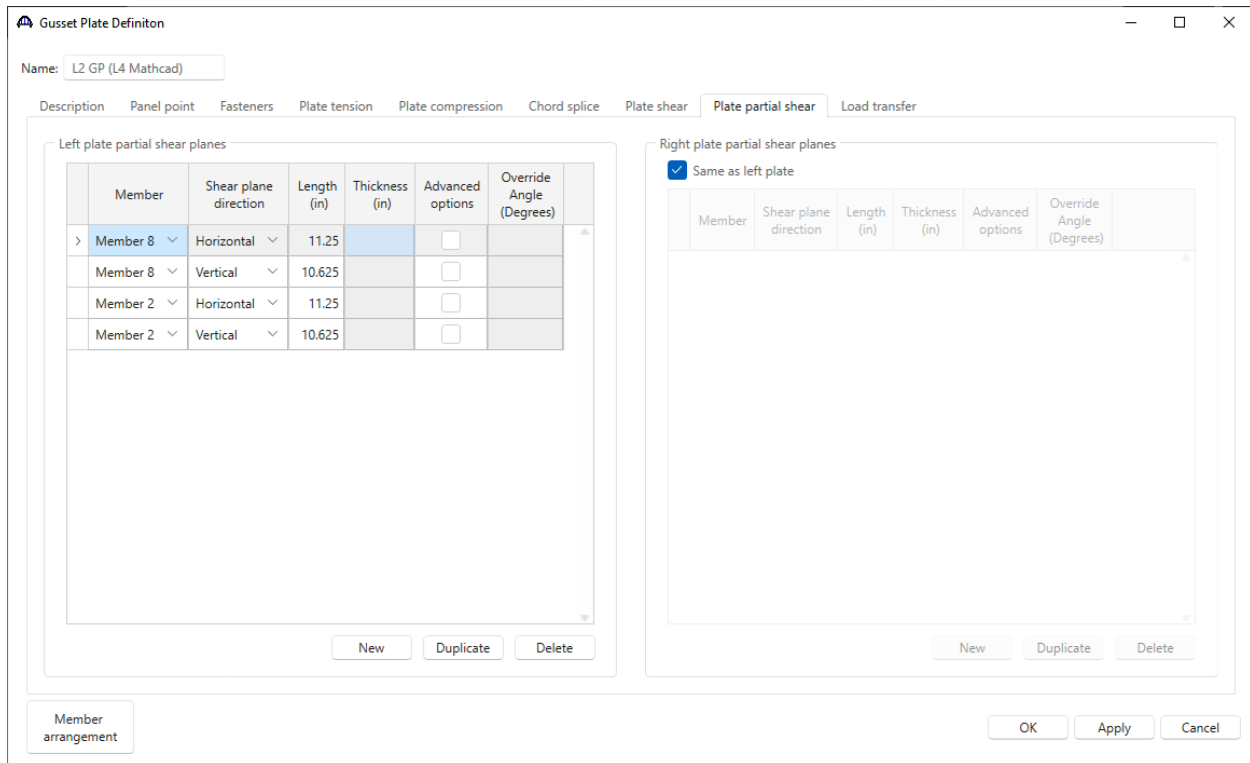 Gusset Plate Definiton
Name: L2 GP (L4 Mathcad)
Description Panel point Fasteners Plate tension Plate compression Chord splice Plate shear Plate partial shear Load transfer
Left plate partial shear planes
Member Shear plane direction Length (in) Thickness (in) Advanced options Override Angle (Degrees)
Member 8 Horizontal 11.25
Member 8 Vertical 10.625
Member 2 Horizontal 11.25
Member 2 Vertical 10.625
New Duplicate Delete
Right plate partial shear planes
Same as left plate
Member Shear plane direction Length (in) Thickness (in) Advanced options Override Angle (Degrees)
New Duplicate Delete
Member
arrangement
OK Apply Cancel